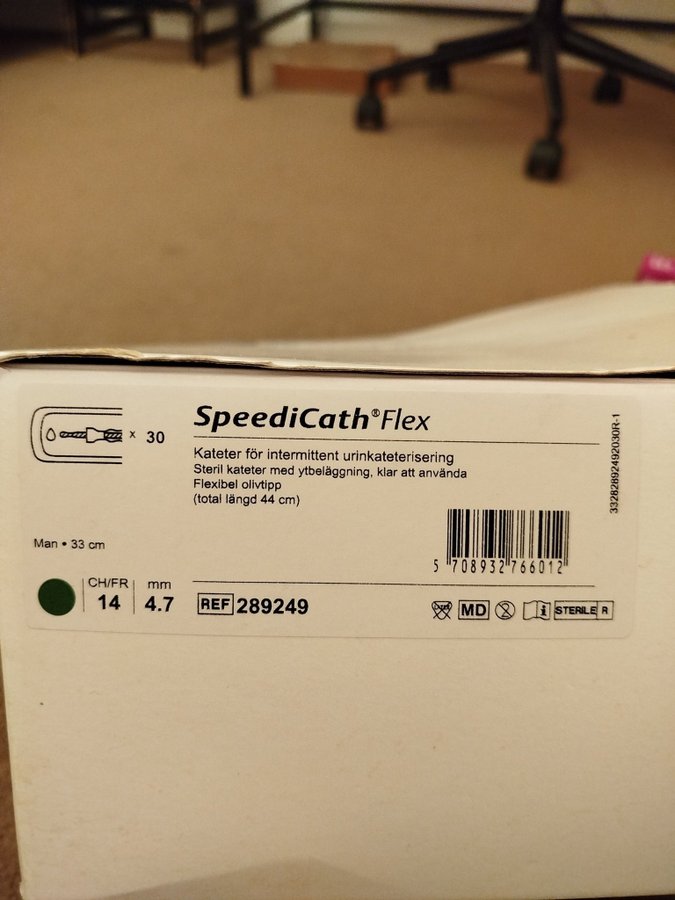 SpeediCath® Flex
x 30
Kateter för intermittent urinkateterisering
Steril kateter med ytbeläggning, klar att använda
Flexibel olivtipp
(total längd 44 cm)
Man • 33 cm
5 708932 766012
CH/FR mm
14 4.7
REF 289249
MD
STERILE R
33282892492030R-1